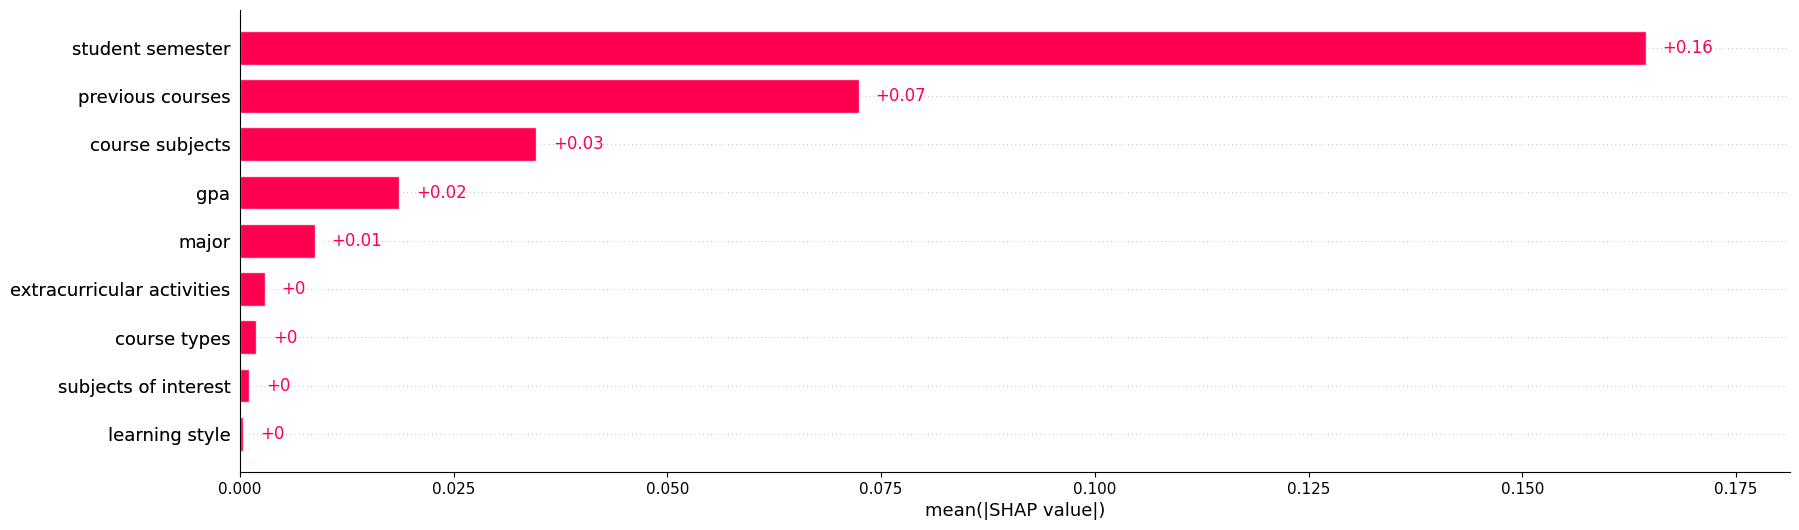 student semester +0.16
previous courses +0.07
course subjects +0.03
gpa +0.02
major +0.01
extracurricular activities +0
course types +0
subjects of interest +0
learning style +0
0.000 0.025 0.050 0.075 0.100 0.125 0.150 0.175
mean(|SHAP value|)